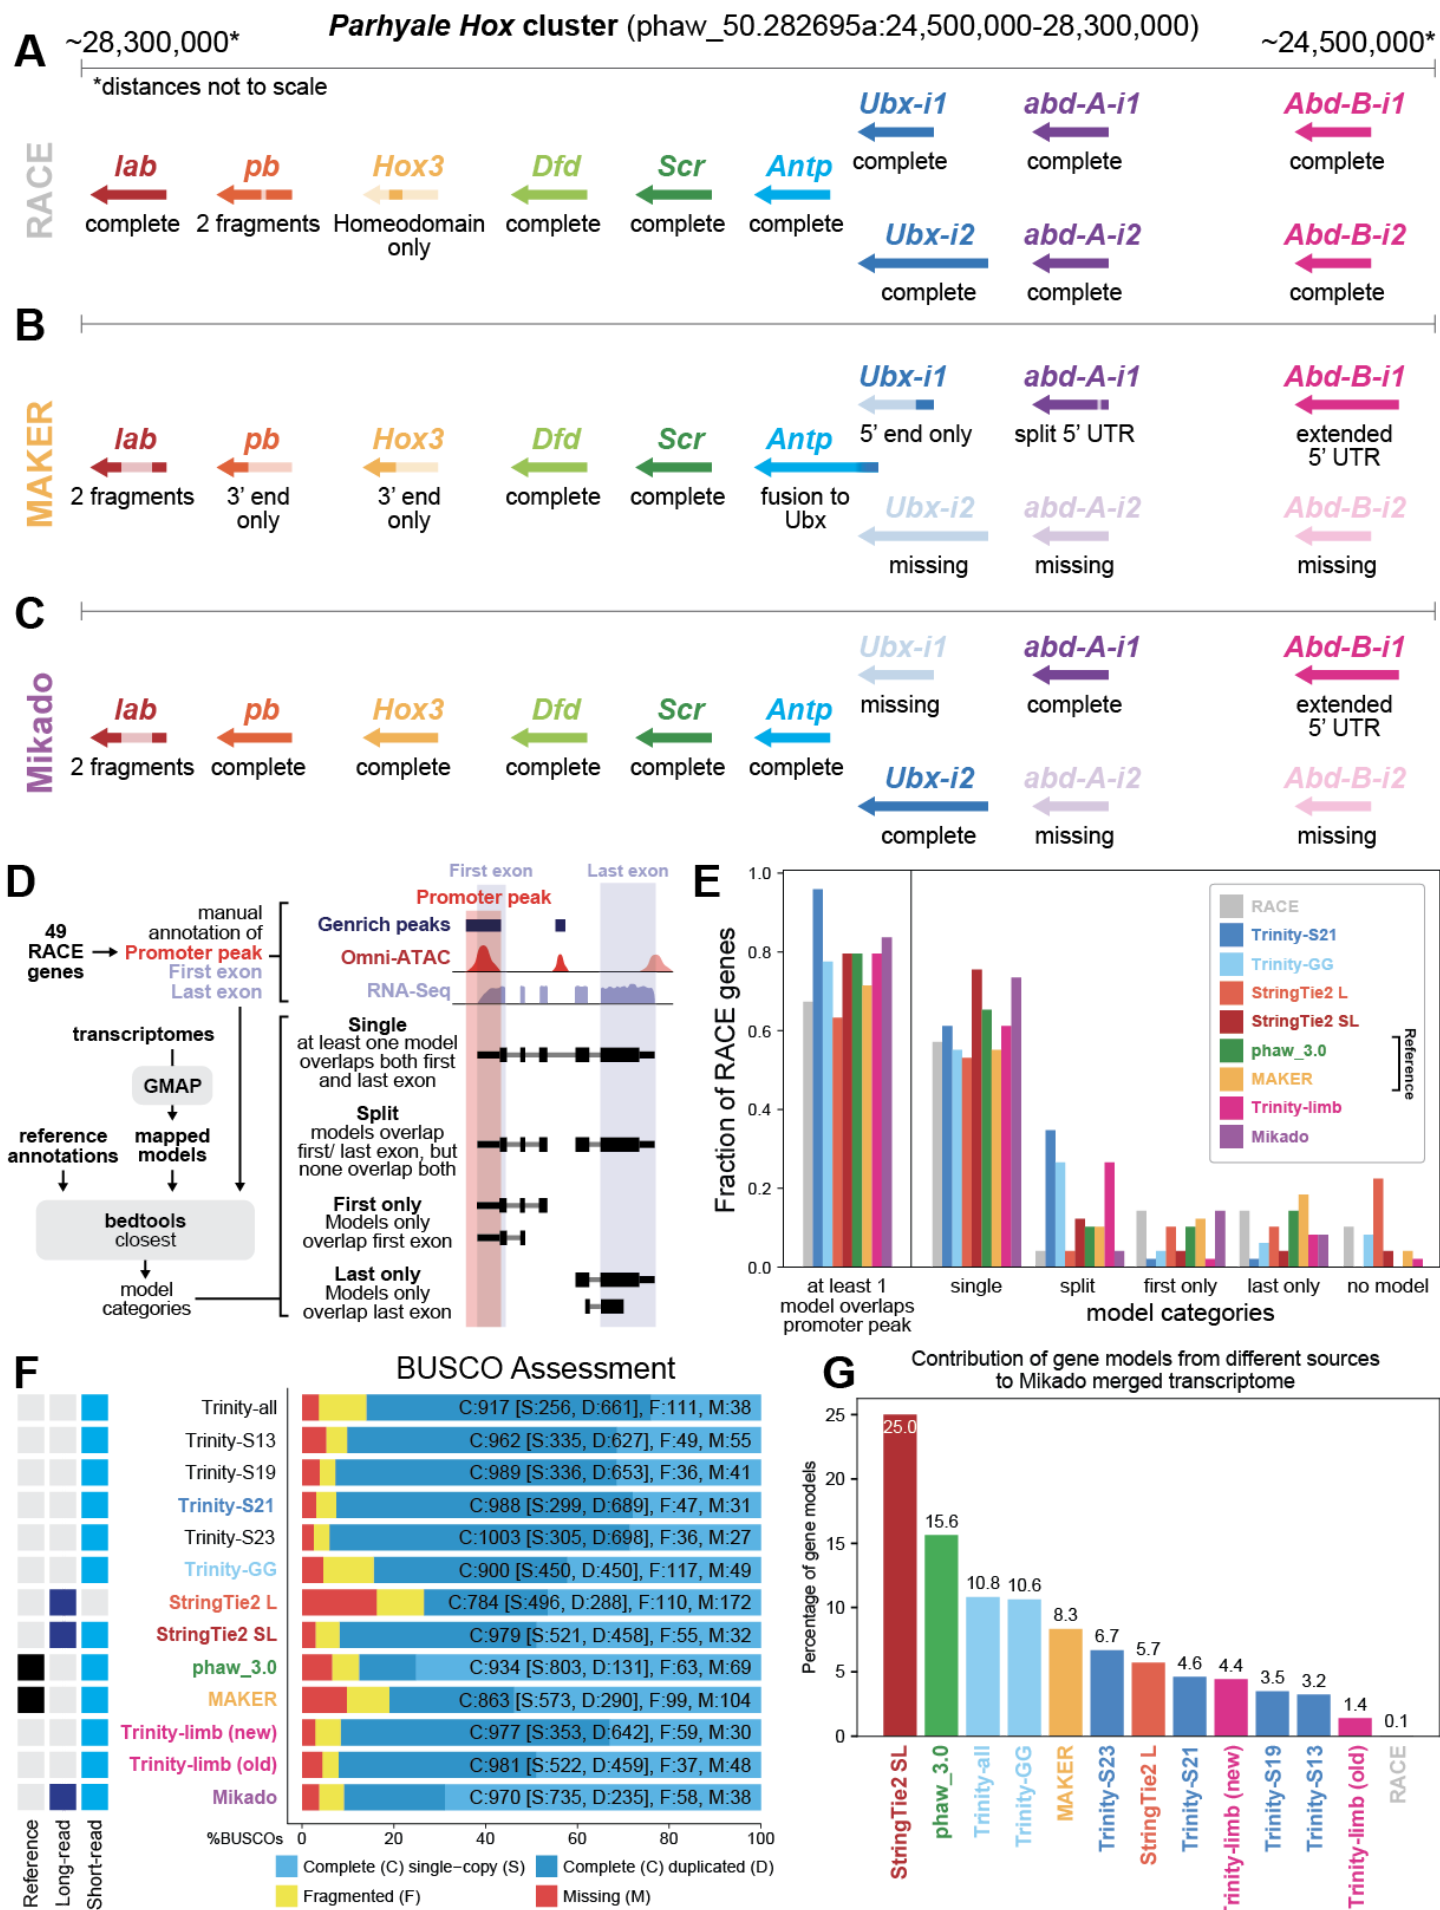 A
Parhyale Hox cluster (phaw_50.282695a:24,500,000-28,300,000)
~28,300,000*
~24,500,000*
*distances not to scale
RACE
lab
complete
pb
2 fragments
Hox3
Homeodomain
only
Dfd
complete
Scr
complete
Antp
complete
Ubx-i1
complete
abd-A-i1
complete
Abd-B-i1
complete
Ubx-i2
complete
abd-A-i2
complete
Abd-B-i2
complete
B
MAKER
lab
2 fragments
pb
3’ end
only
Hox3
3’ end
only
Dfd
complete
Scr
complete
Antp
fusion to
Ubx
Ubx-i1
5’ end only
abd-A-i1
split 5’ UTR
Abd-B-i1
extended
5’ UTR
Ubx-i2
missing
abd-A-i2
missing
Abd-B-i2
missing
C
Mikado
lab
2 fragments
pb
complete
Hox3
complete
Dfd
complete
Scr
complete
Antp
complete
Ubx-i1
missing
abd-A-i1
complete
Abd-B-i1
extended
5’ UTR
Ubx-i2
complete
abd-A-i2
missing
Abd-B-i2
missing
D
49
RACE
genes
manual
annotation of
Promoter peak
First exon
Last exon
transcriptomes
GMAP
reference
annotations
mapped
models
bedtools
closest
model
categories
First exon
Last exon
Promoter peak
Genrich peaks
Omni-ATAC
RNA-Seq
Single
at least one model
overlaps both first
and last exon
Split
models overlap
first/ last exon, but
none overlap both
First only
Models only
overlap first exon
Last only
Models only
overlap last exon
E
Fraction of RACE genes
1.0
0.8
0.6
0.4
0.2
0.0
at least 1
model overlaps
promoter peak
single
split
first only
last only
no model
model categories
RACE
Trinity-S21
Trinity-GG
StringTie2 L
StringTie2 SL
phaw_3.0
MAKER
Trinity-limb
Mikado
Reference
F
BUSCO Assessment
Trinity-all
C:917 [S:256, D:661], F:111, M:38
Trinity-S13
C:962 [S:335, D:627], F:49, M:55
Trinity-S19
C:989 [S:336, D:653], F:36, M:41
Trinity-S21
C:988 [S:299, D:689], F:47, M:31
Trinity-S23
C:1003 [S:305, D:698], F:36, M:27
Trinity-GG
C:900 [S:450, D:450], F:117, M:49
StringTie2 L
C:784 [S:496, D:288], F:110, M:172
StringTie2 SL
C:979 [S:521, D:458], F:55, M:32
phaw_3.0
C:934 [S:803, D:131], F:63, M:69
MAKER
C:863 [S:573, D:290], F:99, M:104
Trinity-limb (new)
C:977 [S:353, D:642], F:59, M:30
Trinity-limb (old)
C:981 [S:522, D:459], F:37, M:48
Mikado
C:970 [S:735, D:235], F:58, M:38
%BUSCOs
0
20
40
60
80
100
Reference
Long-read
Short-read
Complete (C) single−copy (S)
Complete (C) duplicated (D)
Fragmented (F)
Missing (M)
G
Contribution of gene models from different sources
to Mikado merged transcriptome
Percentage of gene models
25
20
15
10
5
0
25.0
15.6
10.8
10.6
8.3
6.7
5.7
4.6
4.4
3.5
3.2
1.4
0.1
StringTie2 SL
phaw_3.0
Trinity-all
Trinity-GG
MAKER
Trinity-S23
StringTie2 L
Trinity-S21
Trinity-limb (new)
Trinity-S19
Trinity-S13
Trinity-limb (old)
RACE